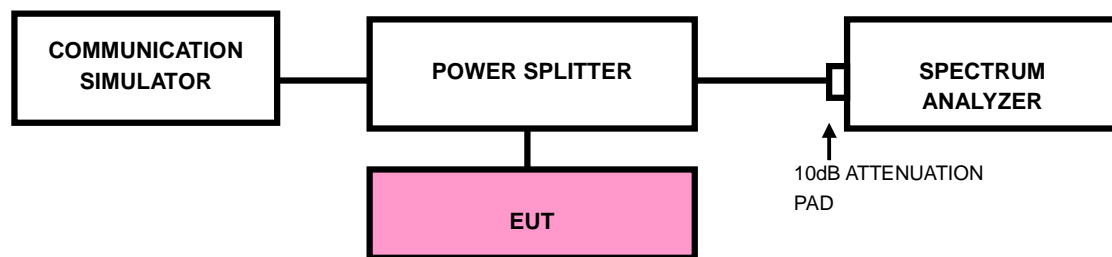 COMMUNICATION
SIMULATOR
POWER SPLITTER
SPECTRUM
ANALYZER
10dB ATTENUATION
PAD
EUT